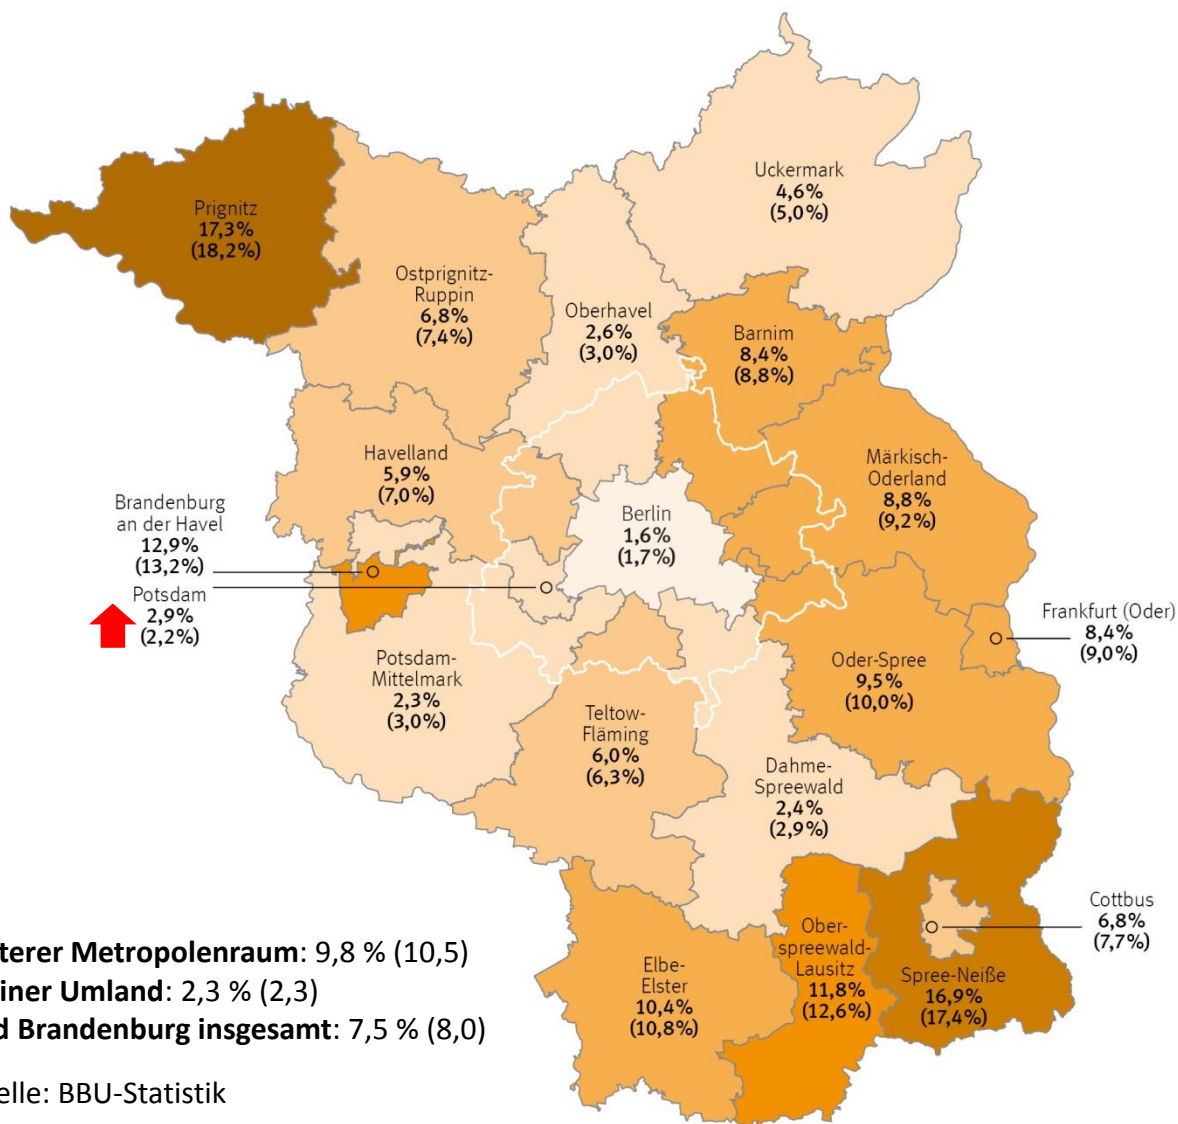 Uckermark
4,6%
(5,0%)
Prignitz
17,3%
(18,2%)
Ostprignitz-
Ruppin
6,8%
(7,4%)
Oberhavel
2,6%
(3,0%)
Barnim
8,4%
(8,8%)
Havelland
5,9%
(7,0%)
Märkisch-
Oderland
8,8%
(9,2%)
Brandenburg
an der Havel
12,9%
(13,2%)
Berlin
1,6%
(1,7%)
Potsdam
2,9%
(2,2%)
Frankfurt (Oder)
8,4%
(9,0%)
Potsdam-
Mittelmark
2,3%
(3,0%)
Oder-Spree
9,5%
(10,0%)
Teltow-
Fläming
6,0%
(6,3%)
Dahme-
Spreewald
2,4%
(2,9%)
Cottbus
6,8%
(7,7%)
Ober-
spreewald-
Lausitz
11,8%
(12,6%)
Elbe-
Elster
10,4%
(10,8%)
Spree-Neiße
16,9%
(17,4%)
terer Metropolenraum: 9,8 % (10,5)
iner Umland: 2,3 % (2,3)
d Brandenburg insgesamt: 7,5 % (8,0)
elle: BBU-Statistik